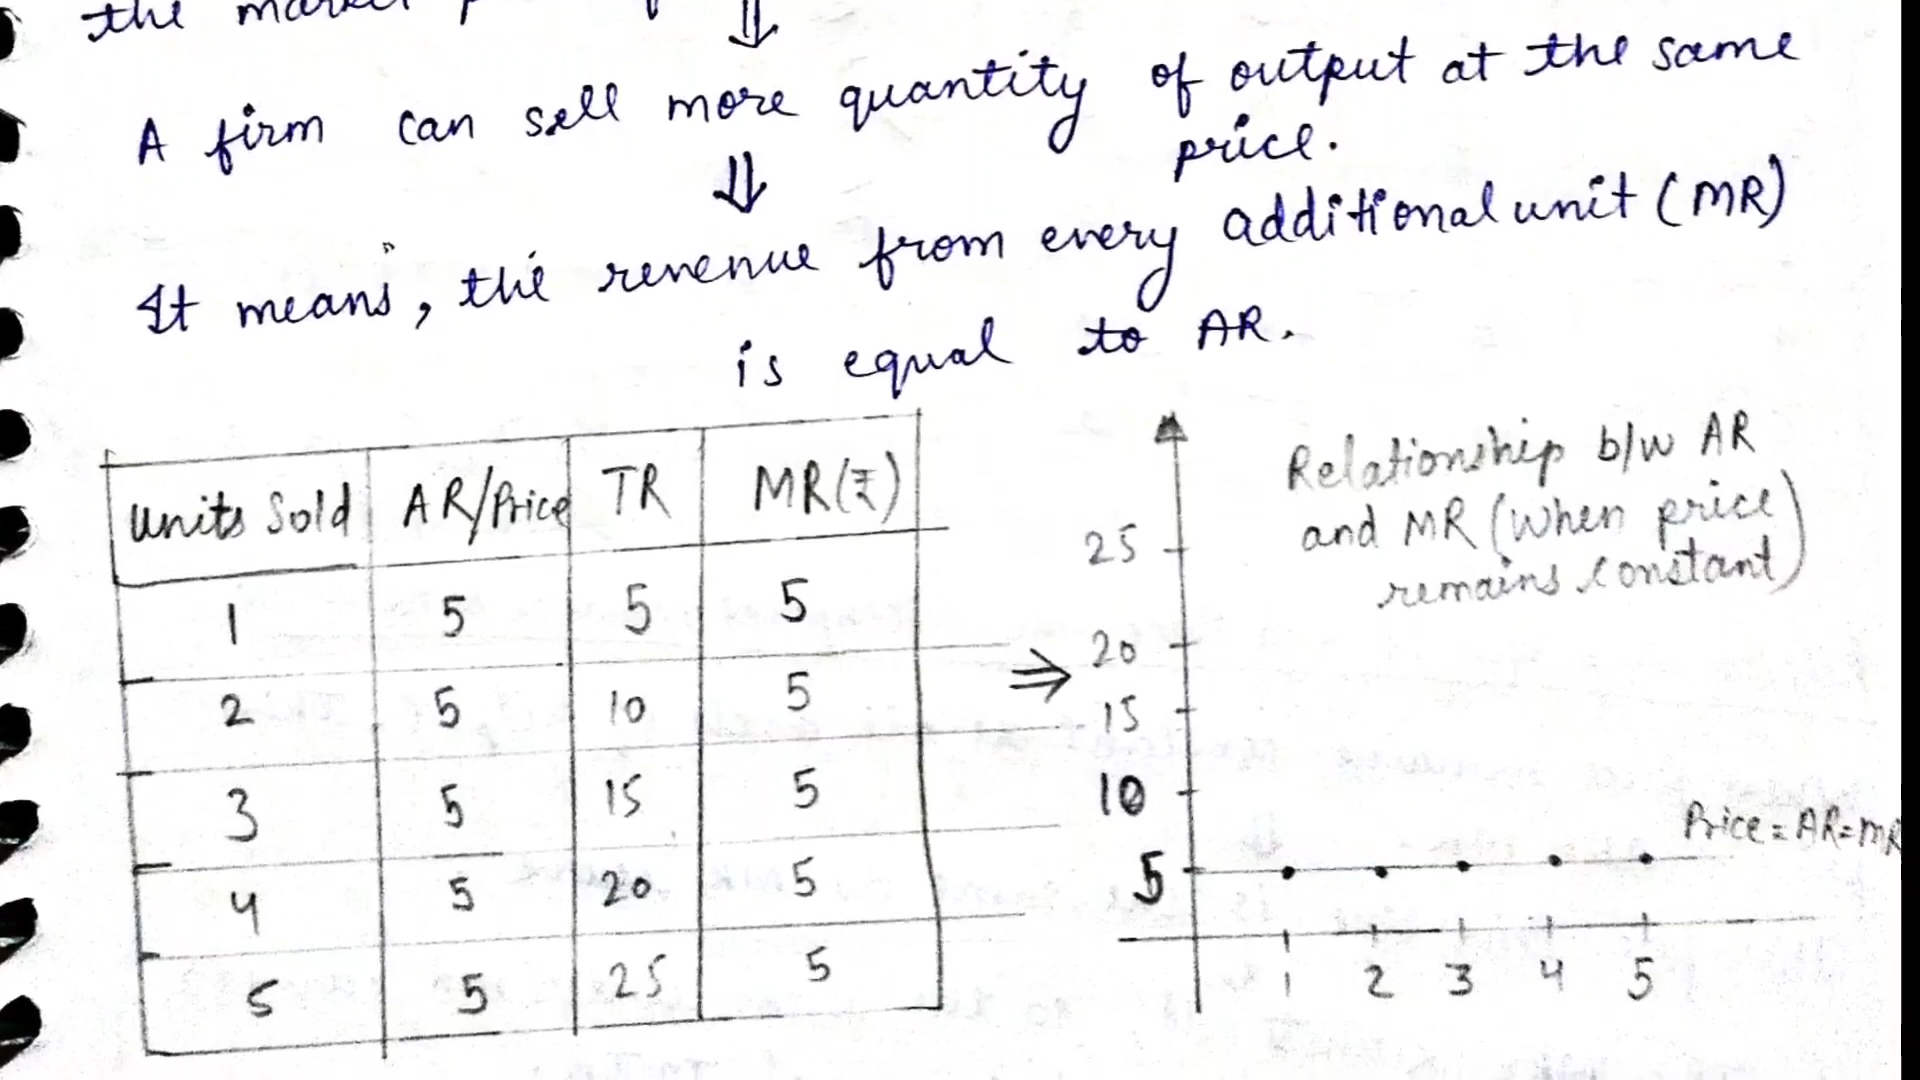 the market
⇓
A firm can sell more quantity of output at the same
price.
⇓
It means, the revenue from every additional unit (MR)
is equal to AR.
Units Sold AR/Price TR MR(₹)
1 5 5 5
2 5 10 5
3 5 15 5
4 5 20 5
5 5 25 5
⇒
Relationship b/w AR
and MR (when price
remains constant)
25
20
15
10
5
Price = AR = MR
1 2 3 4 5